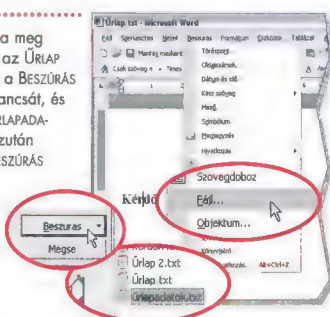 a meg
az ŰRLAP
a BESZÚRÁS
ancsát, és
RLAPADA-
zután
ESZÚRÁS
Űrlap.txt - Microsoft Word
Szerkesztés Nézet Beszúrás Formátum Eszközök Táblázat
Mentés másként
Csak szöveg + Times
Töréspont...
Oldalszámok...
Dátum és idő
Kész szöveg
Mező...
Szimbólum...
Megjegyzés
Hivatkozás
Szövegdoboz
Fájl...
Objektum...
Könyvjelző
Alt+Ctrl+Z
Kérdő
Beszúrás
Mégse
Űrlap 2.txt
Űrlap.txt
Űrlapadatok.txt